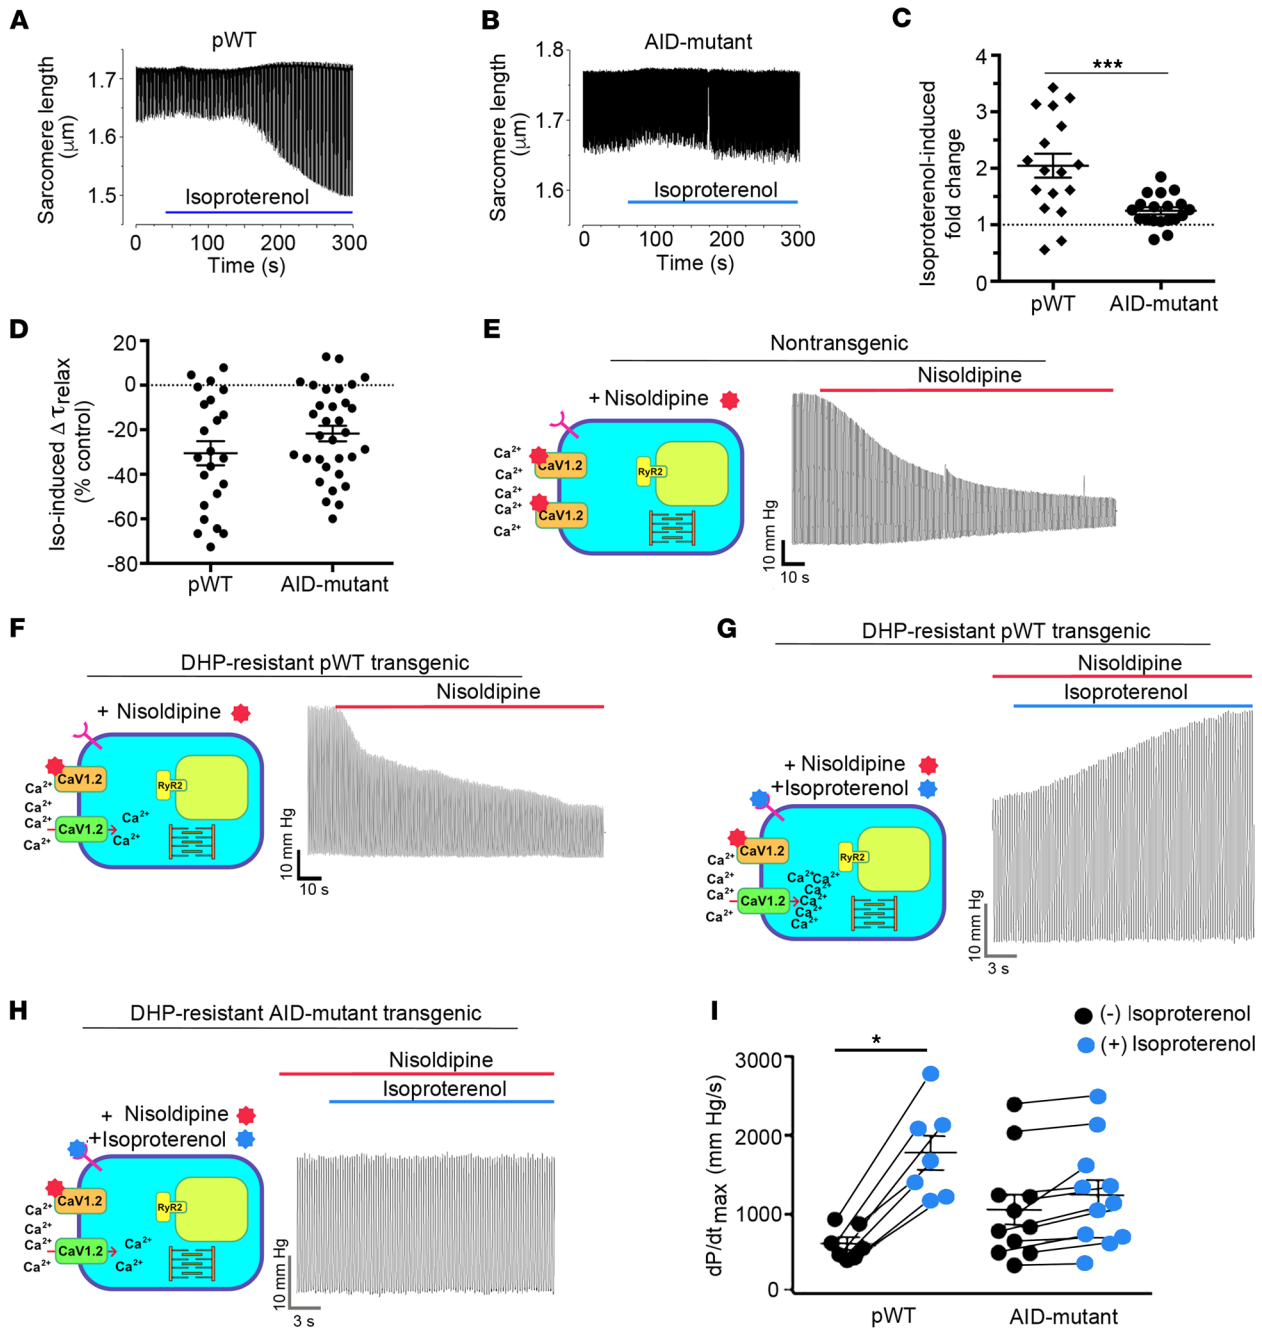 A
pWT
Sarcomere length
(μm)
1.7
1.6
1.5
Isoproterenol
0
100
200
300
Time (s)
B
AID-mutant
Sarcomere length
(μm)
1.8
1.7
1.6
Isoproterenol
0
100
200
300
Time (s)
C
Isoproterenol-induced
fold change
4
3
2
1
0
***
pWT
AID-mutant
D
Iso-induced Δ τrelax
(% control)
20
0
-20
-40
-60
-80
pWT
AID-mutant
E
Nontransgenic
Nisoldipine
+ Nisoldipine
Ca2+
Ca2+
Ca2+
Ca2+
Ca2+
CaV1.2
CaV1.2
RyR2
10 mm Hg
10 s
F
DHP-resistant pWT transgenic
Nisoldipine
+ Nisoldipine
CaV1.2
Ca2+
Ca2+
Ca2+
Ca2+
CaV1.2
Ca2+
Ca2+
RyR2
10 mm Hg
10 s
G
DHP-resistant pWT transgenic
Nisoldipine
Isoproterenol
+ Nisoldipine
+Isoproterenol
CaV1.2
Ca2+
Ca2+
Ca2+
Ca2+
CaV1.2
Ca2+
Ca2+
Ca2+
Ca2+
Ca2+
Ca2+
RyR2
10 mm Hg
3 s
H
DHP-resistant AID-mutant transgenic
Nisoldipine
Isoproterenol
+ Nisoldipine
+Isoproterenol
CaV1.2
Ca2+
Ca2+
Ca2+
Ca2+
CaV1.2
Ca2+
Ca2+
RyR2
10 mm Hg
3 s
I
(-) Isoproterenol
(+) Isoproterenol
dP/dtmax (mm Hg/s)
3000
2000
1000
0
*
pWT
AID-mutant